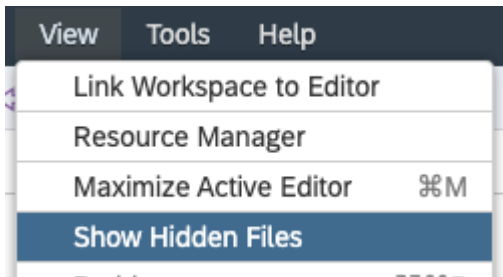 View Tools Help
Link Workspace to Editor
Resource Manager
Maximize Active Editor ⌘M
Show Hidden Files